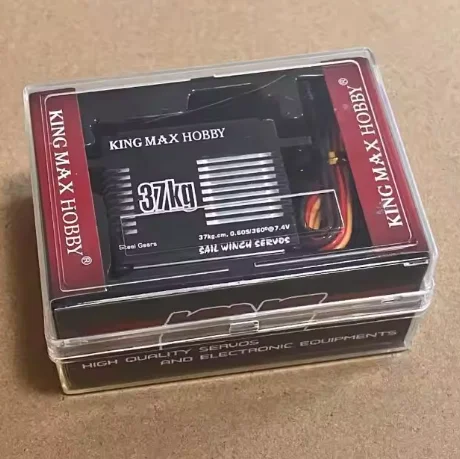 KING MAX HOBBY®
KING MAX HOBBY
37kg
Steel Gears
37kg.cm, 0.60S/360°@7.4V
SAIL WINCH SERVOS
KING MAX HOBBY®
HIGH QUALITY SERVOS
AND ELECTRONIC EQUIPMENTS